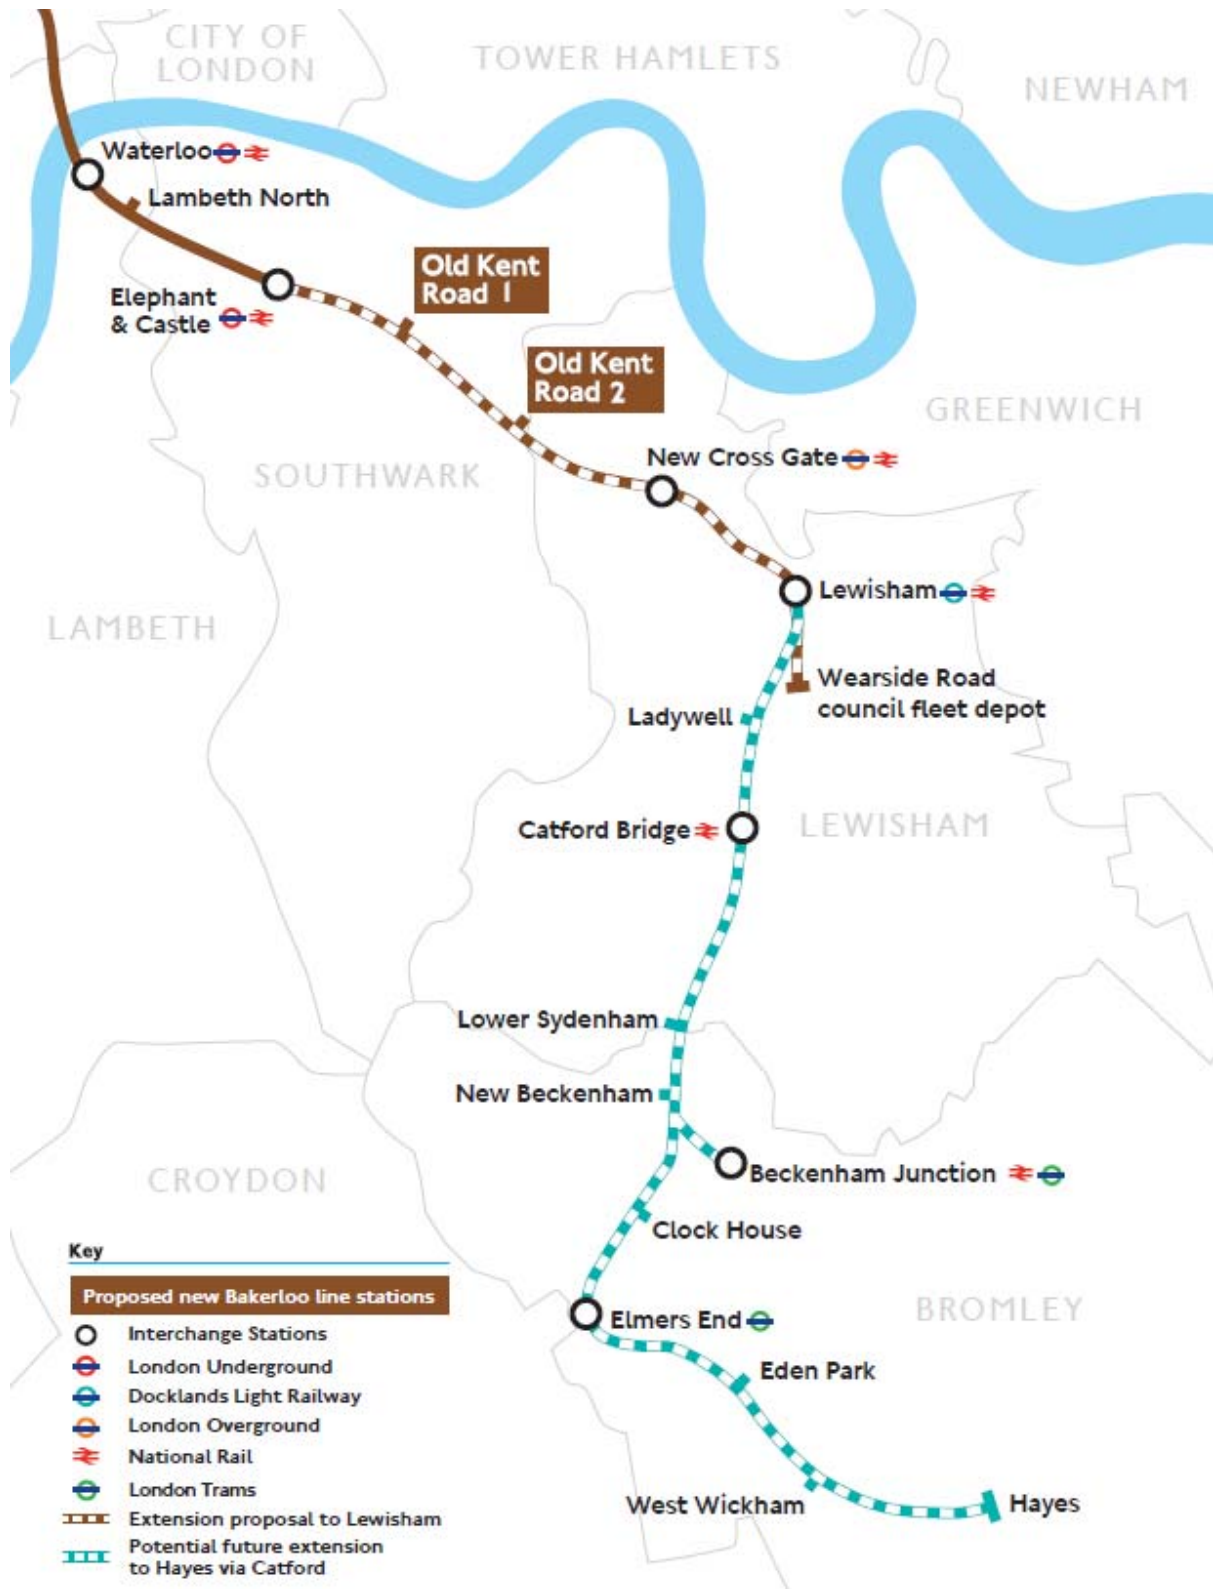 CITY OF
LONDON
TOWER HAMLETS
NEWHAM
Waterloo
Lambeth North
Old Kent
Road 1
Elephant
& Castle
Old Kent
Road 2
GREENWICH
New Cross Gate
SOUTHWARK
Lewisham
LAMBETH
Wearside Road
council fleet depot
Ladywell
Catford Bridge
LEWISHAM
Lower Sydenham
New Beckenham
Beckenham Junction
CROYDON
Clock House
Elmers End
BROMLEY
Eden Park
West Wickham
Hayes
Key
Proposed new Bakerloo line stations
Interchange Stations
London Underground
Docklands Light Railway
London Overground
National Rail
London Trams
Extension proposal to Lewisham
Potential future extension
to Hayes via Catford